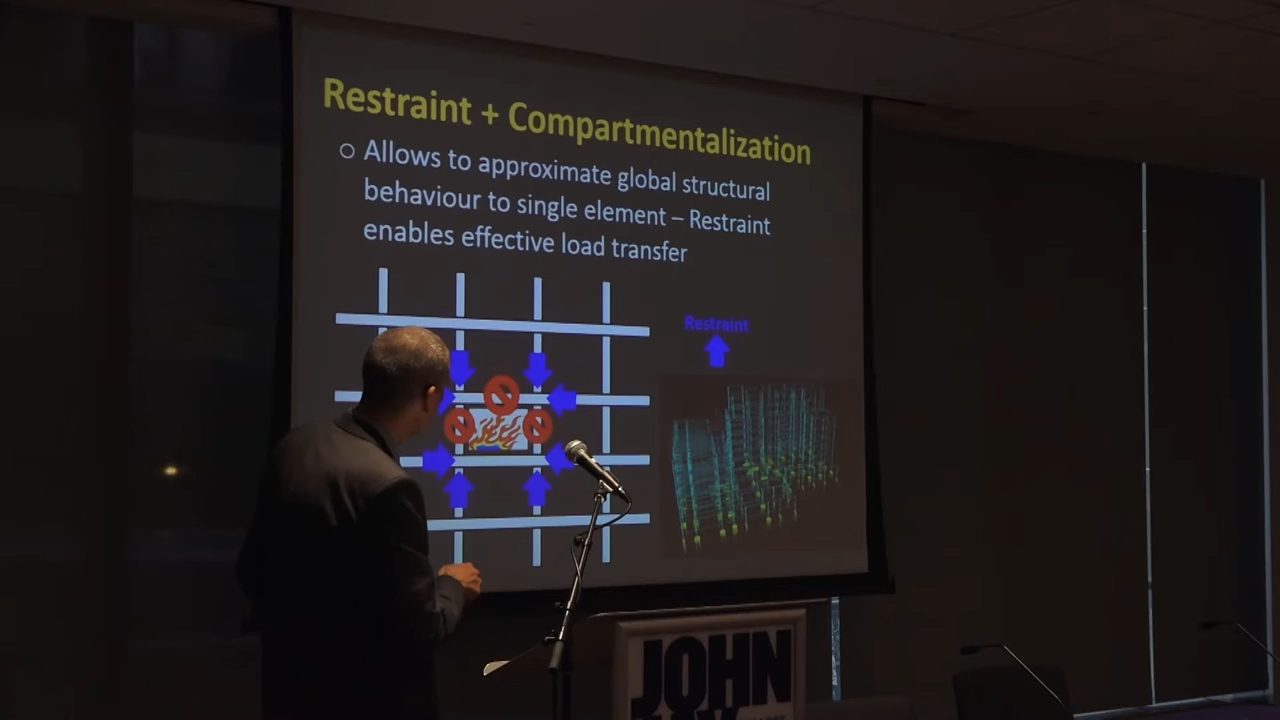 Restraint + Compartmentalization
Allows to approximate global structural
behaviour to single element – Restraint
enables effective load transfer
Restraint
JOHN